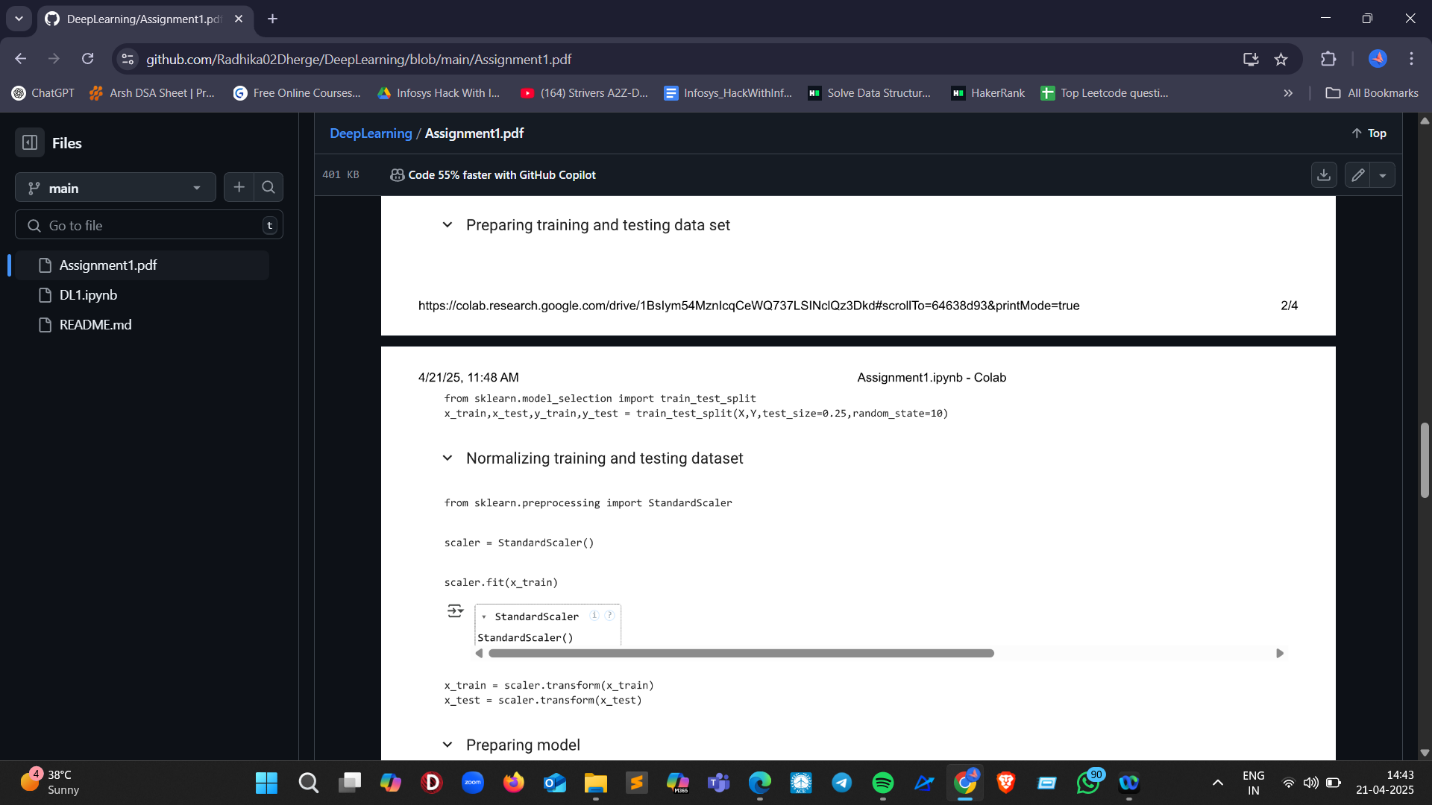 DeepLearning/Assignment1.pdf
github.com/Radhika02Dherge/DeepLearning/blob/main/Assignment1.pdf
ChatGPT
Arsh DSA Sheet | Pr...
Free Online Courses...
Infosys Hack With I...
(164) Strivers A2Z-D...
Infosys_HackWithInf...
Solve Data Structur...
HakerRank
Top Leetcode questi...
»
All Bookmarks
Files
main
Go to file
t
Assignment1.pdf
DL1.ipynb
README.md
DeepLearning / Assignment1.pdf
Top
401 KB
Code 55% faster with GitHub Copilot
Preparing training and testing data set
https://colab.research.google.com/drive/1BsIym54MznIcqCeWQ737LSINclQz3Dkd#scrollTo=64638d93&printMode=true
2/4
4/21/25, 11:48 AM
Assignment1.ipynb - Colab
from sklearn.model_selection import train_test_split
x_train,x_test,y_train,y_test = train_test_split(X,Y,test_size=0.25,random_state=10)
Normalizing training and testing dataset
from sklearn.preprocessing import StandardScaler
scaler = StandardScaler()
scaler.fit(x_train)
StandardScaler i ?
StandardScaler()
x_train = scaler.transform(x_train)
x_test = scaler.transform(x_test)
Preparing model
4
38°C
Sunny
zoom
90
ENG
IN
14:43
21-04-2025